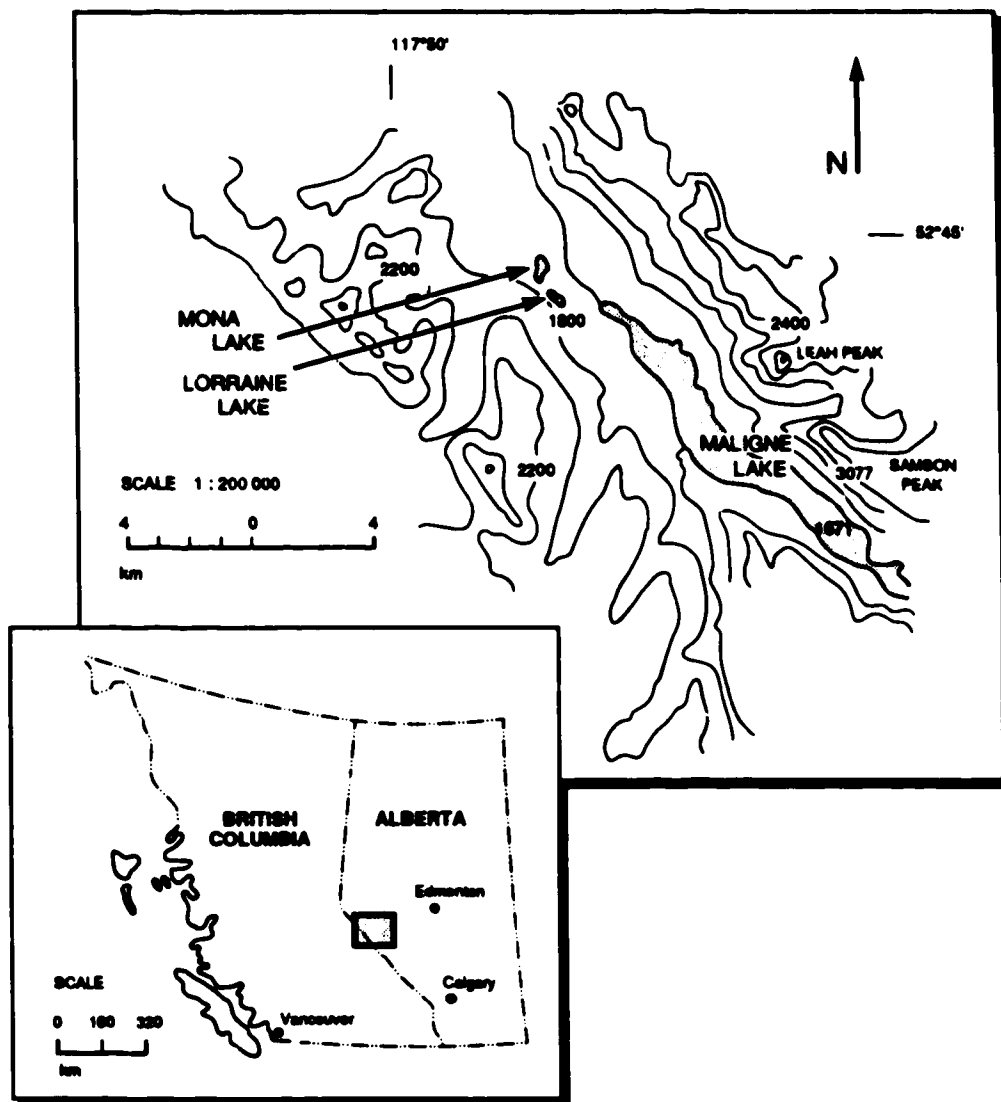 117°50'
N
52°45'
2200
MONA
LAKE
1800
2400
LEAH PEAK
LORRAINE
LAKE
MALIGNE
LAKE
2200
3077
SAMSON
PEAK
SCALE 1 : 200 000
4 0 4
km
1671
BRITISH
COLUMBIA
ALBERTA
Edmonton
Calgary
SCALE
0 160 320
km
Vancouver